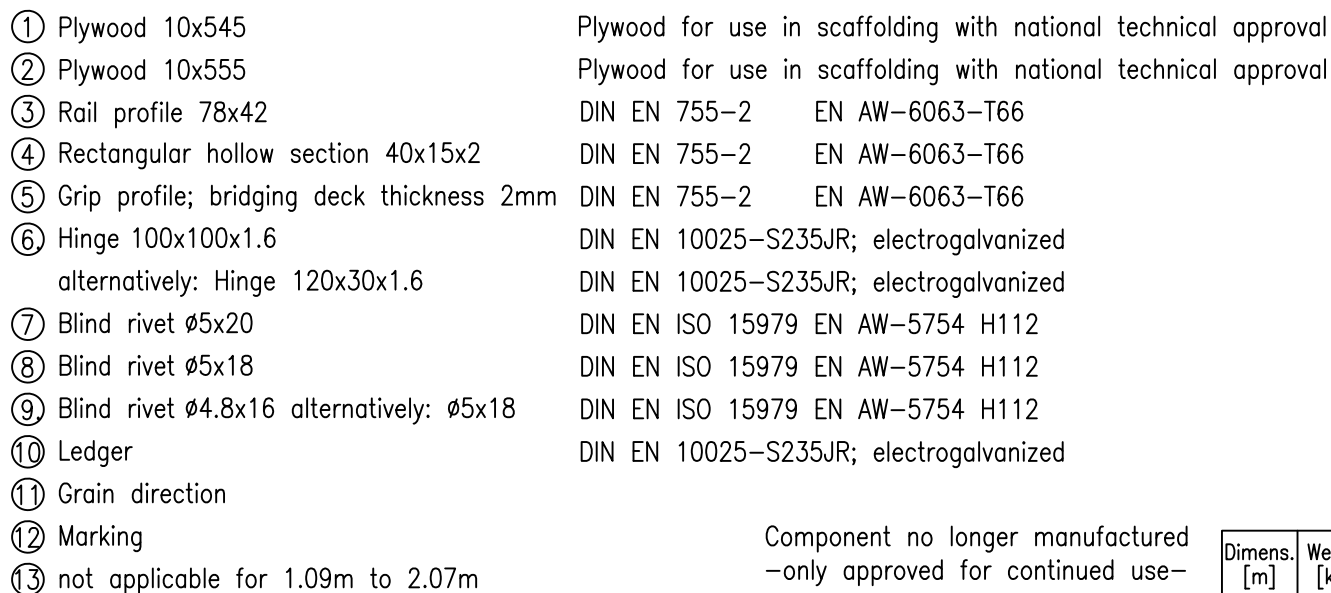 ① Plywood 10x545 Plywood for use in scaffolding with national technical approval
② Plywood 10x555 Plywood for use in scaffolding with national technical approval
③ Rail profile 78x42 DIN EN 755-2 EN AW-6063-T66
④ Rectangular hollow section 40x15x2 DIN EN 755-2 EN AW-6063-T66
⑤ Grip profile; bridging deck thickness 2mm DIN EN 755-2 EN AW-6063-T66
⑥ Hinge 100x100x1.6 DIN EN 10025-S235JR; electrogalvanized
alternatively: Hinge 120x30x1.6 DIN EN 10025-S235JR; electrogalvanized
⑦ Blind rivet ø5x20 DIN EN ISO 15979 EN AW-5754 H112
⑧ Blind rivet ø5x18 DIN EN ISO 15979 EN AW-5754 H112
⑨ Blind rivet ø4.8x16 alternatively: ø5x18 DIN EN ISO 15979 EN AW-5754 H112
⑩ Ledger DIN EN 10025-S235JR; electrogalvanized
⑪ Grain direction
⑫ Marking
⑬ not applicable for 1.09m to 2.07m
Component no longer manufactured
-only approved for continued use-
Dimens.
[m]